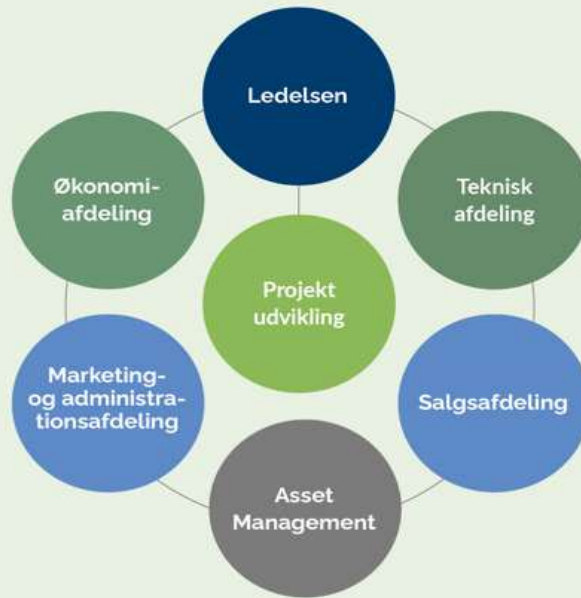 Ledelsen
Økonomi-
afdeling
Teknisk
afdeling
Projekt
udvikling
Marketing-
og administra-
tionsafdeling
Salgsafdeling
Asset
Management